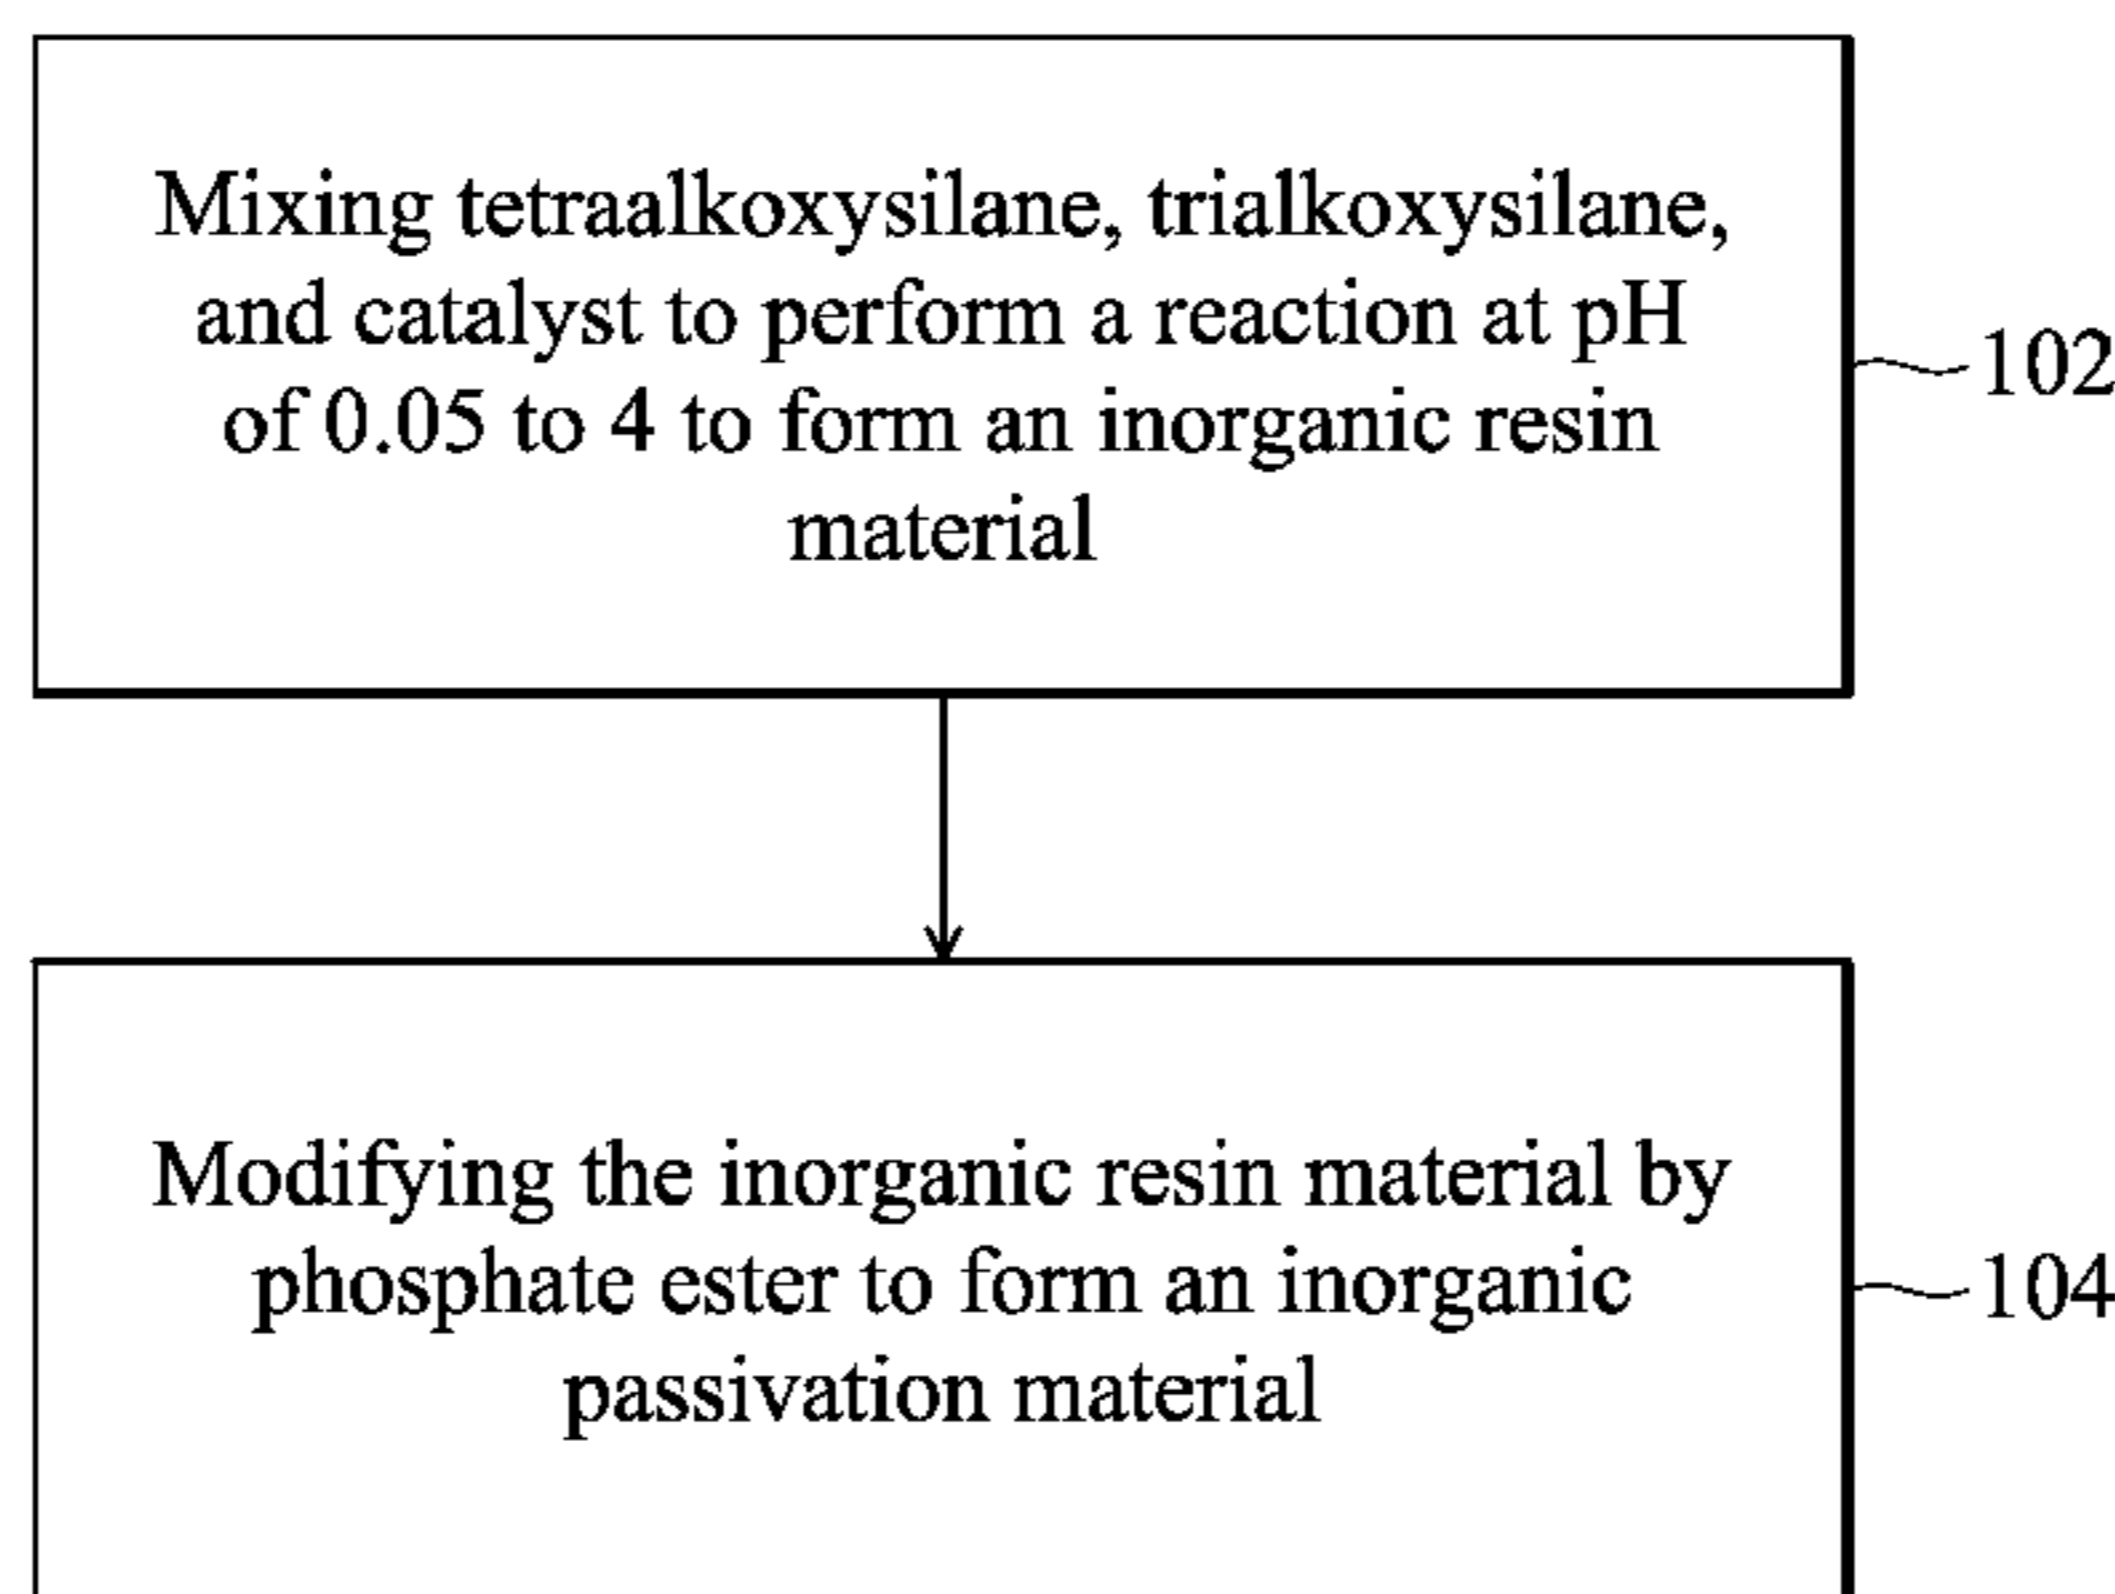 Mixing tetraalkoxysilane, trialkoxysilane,
and catalyst to perform a reaction at pH
of 0.05 to 4 to form an inorganic resin
material
102
Modifying the inorganic resin material by
phosphate ester to form an inorganic
passivation material
104